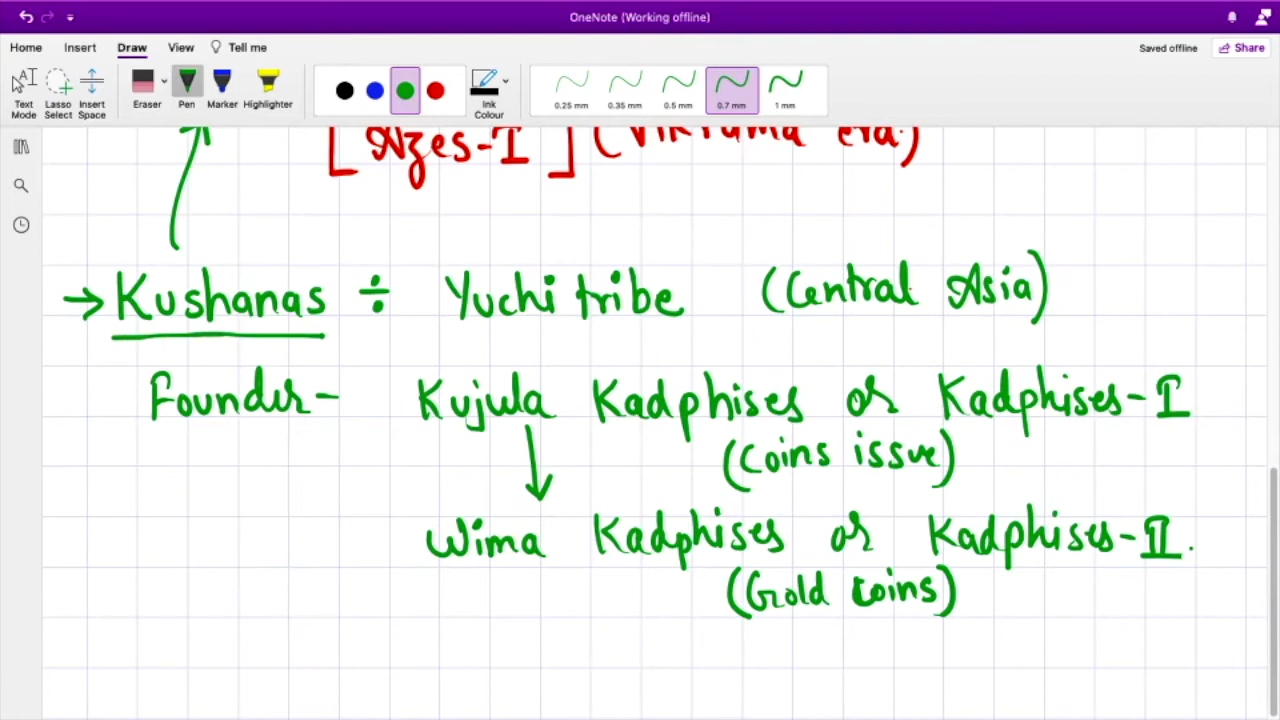 OneNote (Working offline)
Home Insert Draw View Tell me Saved offline Share
Text Mode Lasso Select Insert Space Eraser Pen Marker Highlighter Ink Colour 0.25 mm 0.35 mm 0.5 mm 0.7 mm 1 mm
[Azes-I] (Vikrama era)
→ Kushanas ÷ Yuchi tribe (Central Asia)
Founder - Kujula Kadphises or Kadphises-I
(Coins issue)
Wima Kadphises or Kadphises-II.
(Gold coins)